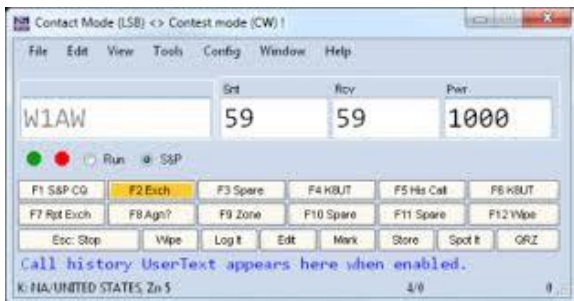 Contact Mode (LSB) <> Contest mode (CW) !
File Edit View Tools Config Window Help
Snt Rcv Pwr
W1AW 59 59 1000
Run S&P
F1 S&P CQ F2 Exch F3 Spare F4 K8UT F5 His Call F6 K8UT
F7 Rpt Exch F8 Agn? F9 Zone F10 Spare F11 Spare F12 Wipe
Esc: Stop Wipe Log It Edit Mark Store Spot It QRZ
Call history UserText appears here when enabled.
K: NA/UNITED STATES, Zn 5 4/0 0